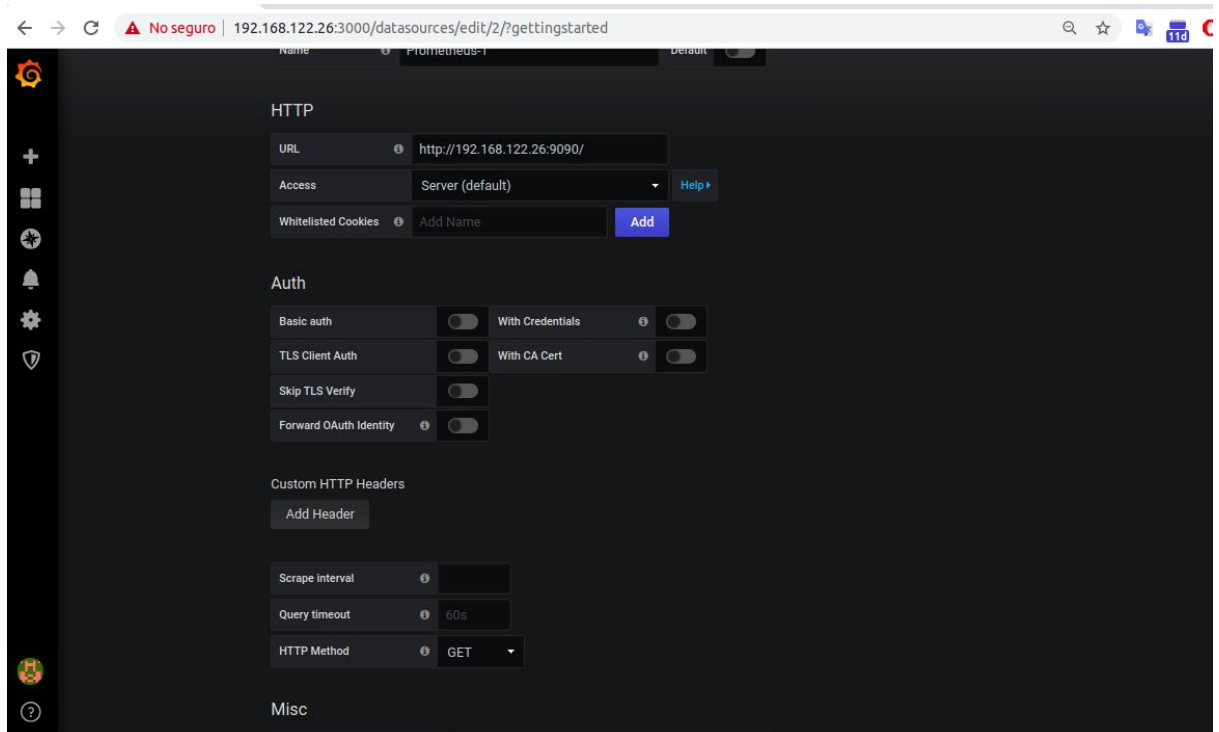 No seguro 192.168.122.26:3000/datasources/edit/2/?gettingstarted
11d
Name Prometheus-1 Default
HTTP
URL http://192.168.122.26:9090/
Access Server (default) Help
Whitelisted Cookies Add Name Add
Auth
Basic auth With Credentials
TLS Client Auth With CA Cert
Skip TLS Verify
Forward OAuth Identity
Custom HTTP Headers
Add Header
Scrape interval
Query timeout 60s
HTTP Method GET
Misc